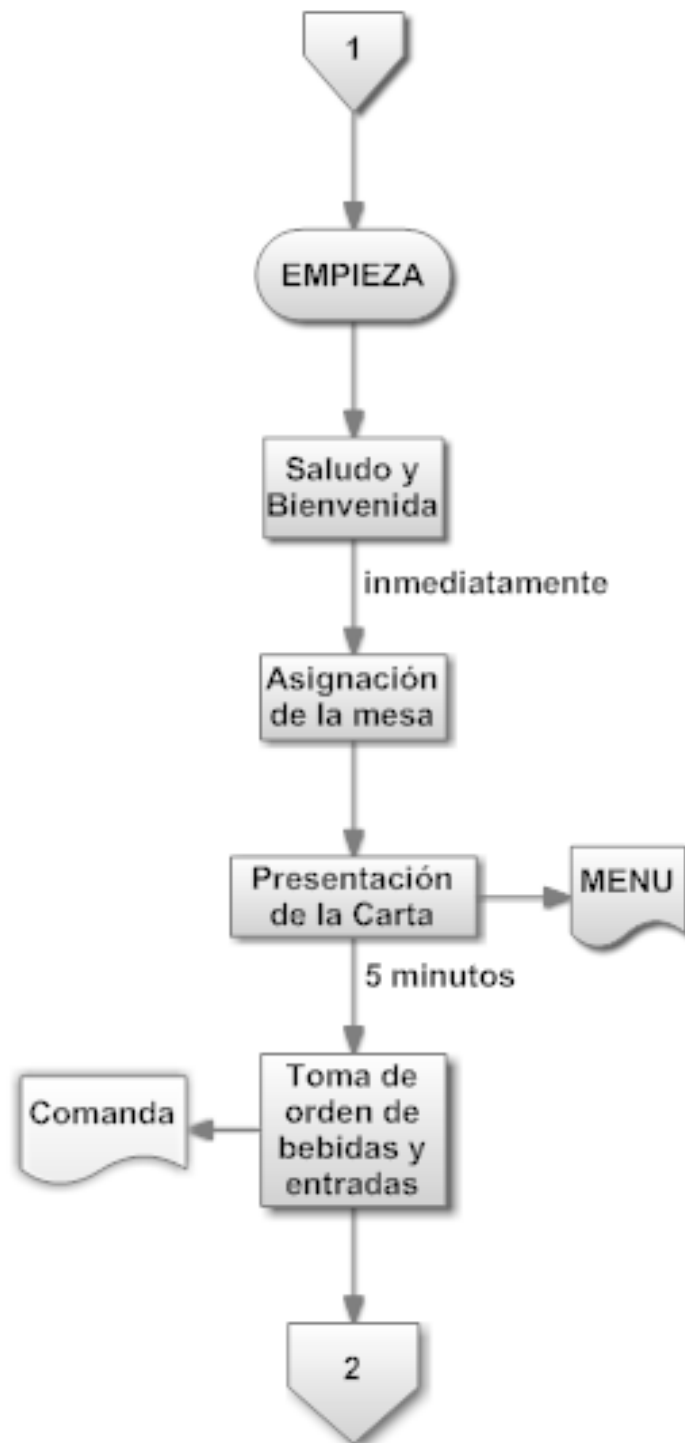 1
EMPIEZA
Saludo y
Bienvenida
inmediatamente
Asignación
de la mesa
Presentación
de la Carta
MENU
5 minutos
Toma de
orden de
bebidas y
entradas
Comanda
2